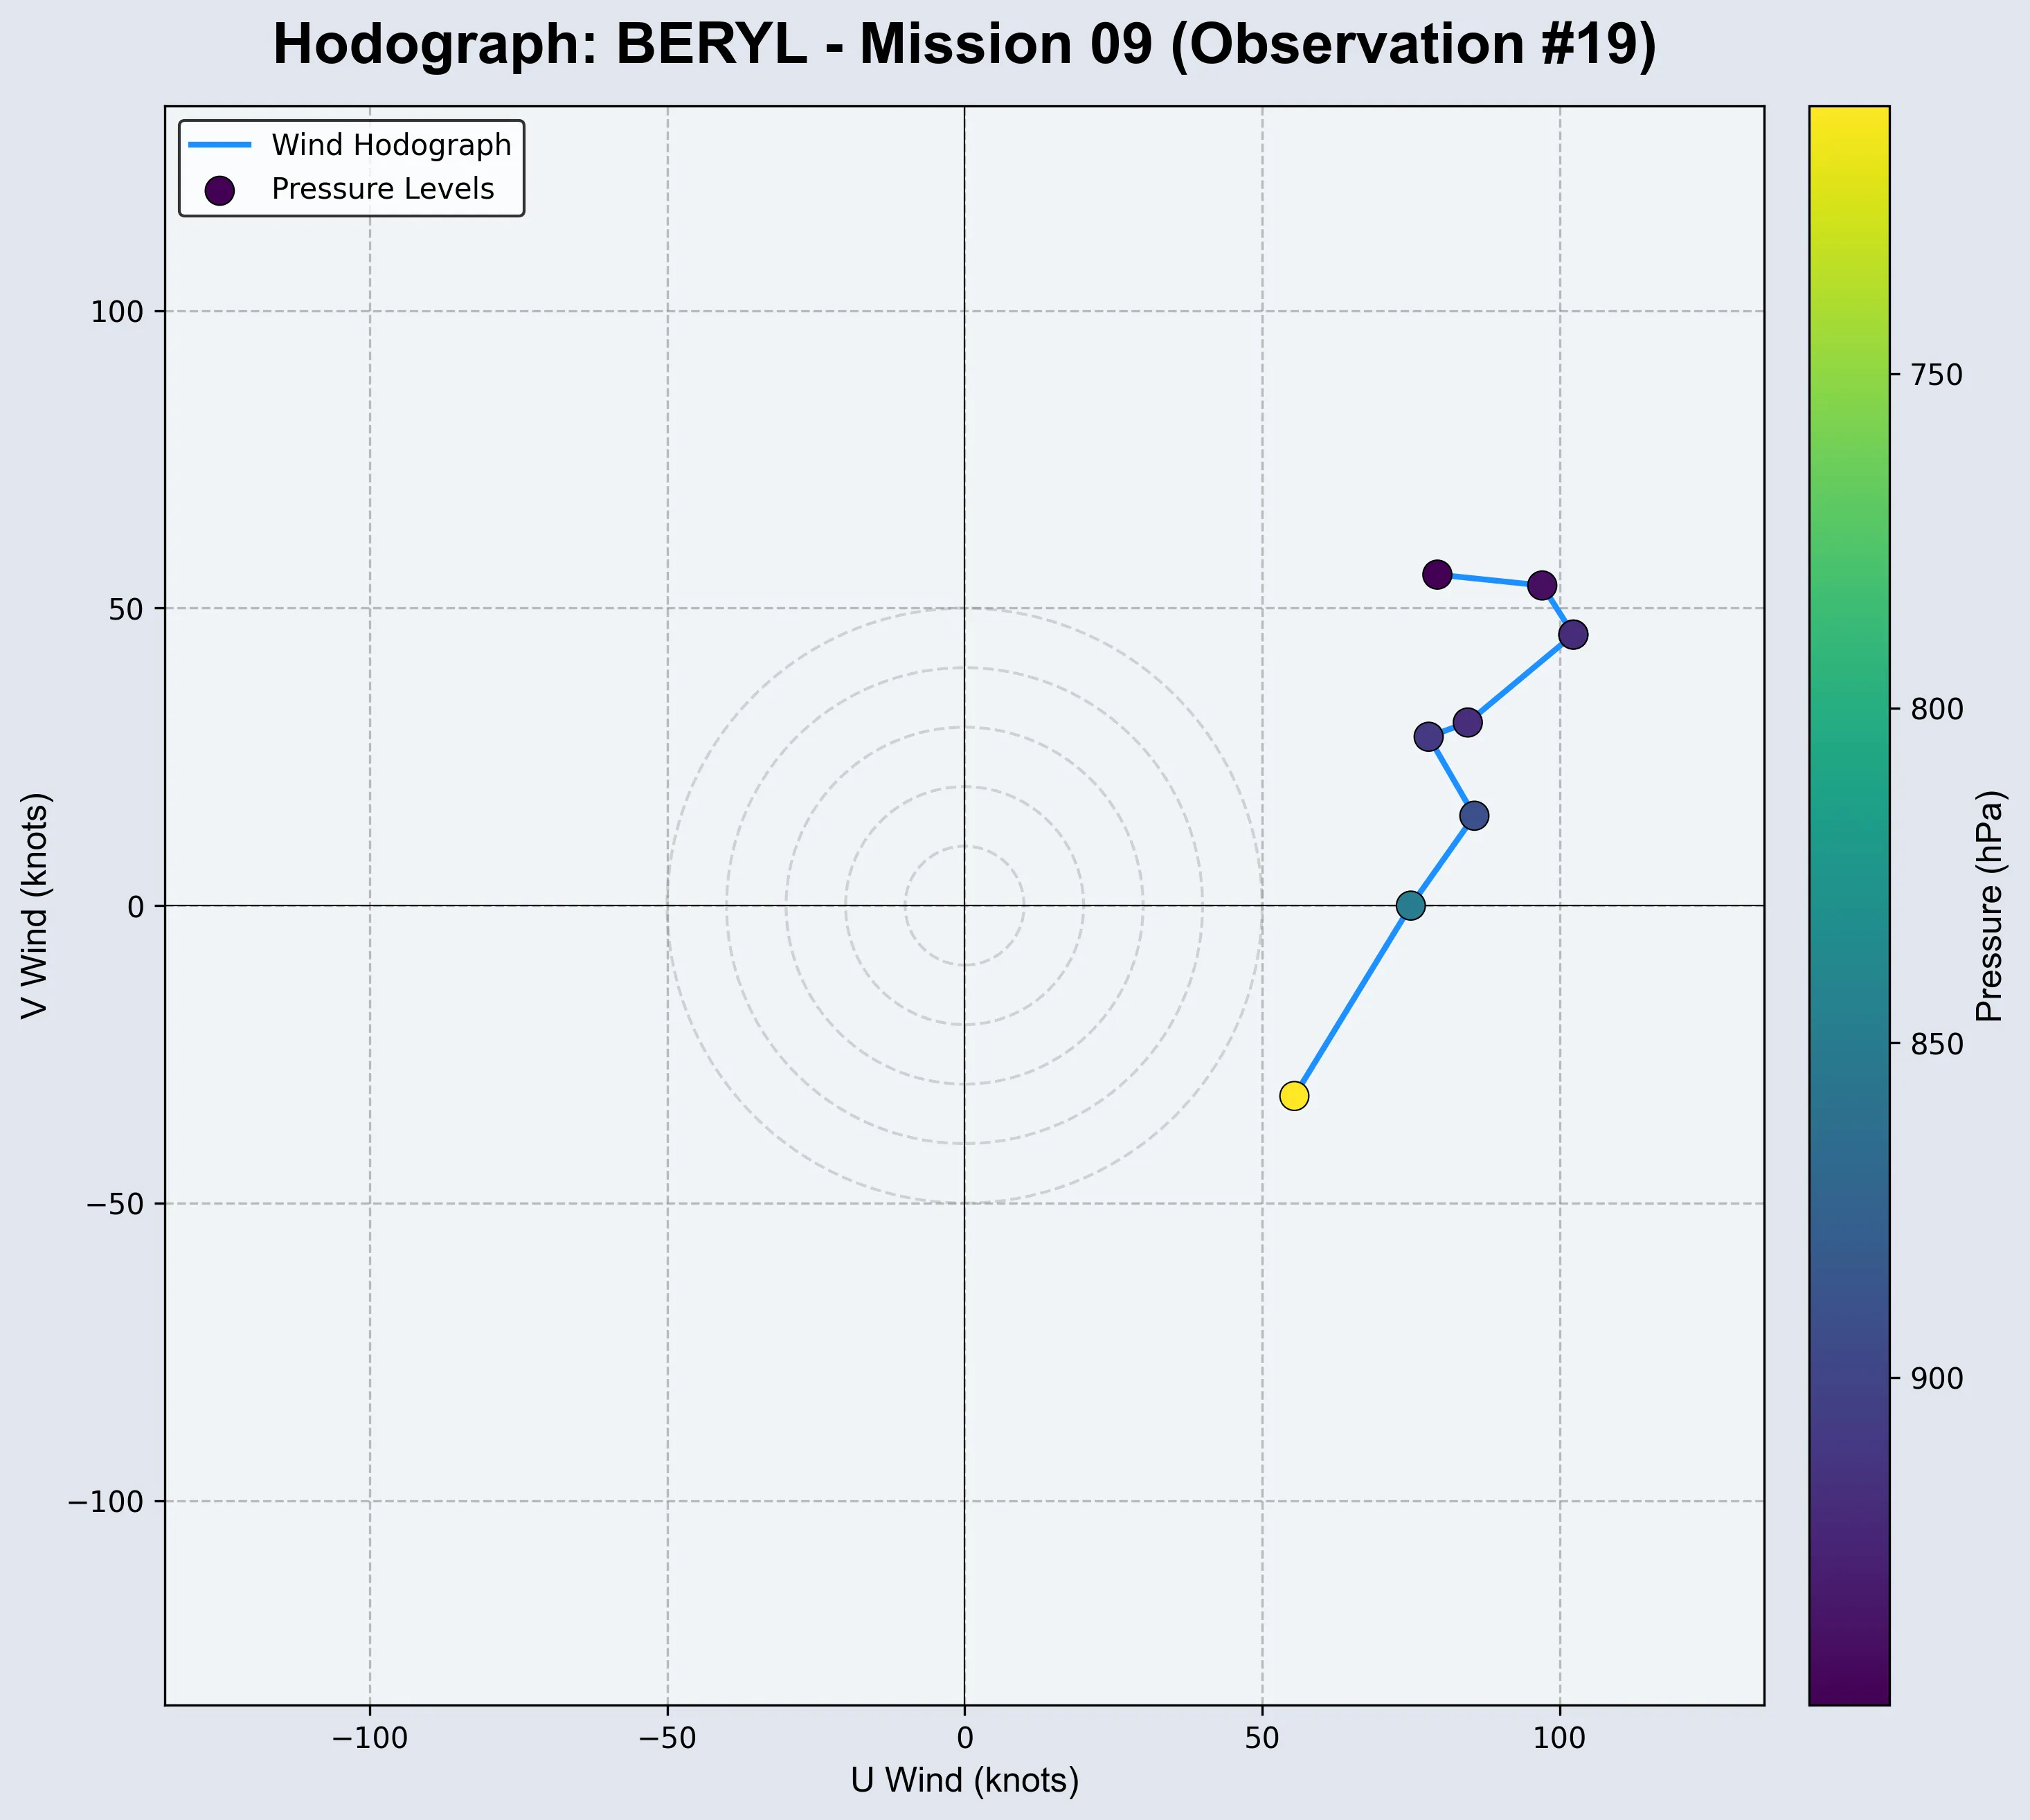 Hodograph: BERYL - Mission 09 (Observation #19)
Wind Hodograph
Pressure Levels
100
50
0
−50
−100
V Wind (knots)
−100
−50
0
50
100
U Wind (knots)
750
800
850
900
Pressure (hPa)